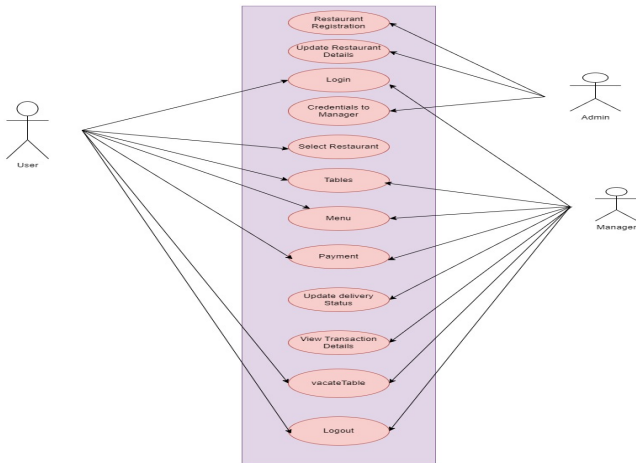 Restaurant
Registration
Update Restaurant
Details
Login
Credentials to
Manager
Admin
Select Restaurant
User
Tables
Menu
Manager
Payment
Update delivery
Status
View Transaction
Details
vacateTable
Logout